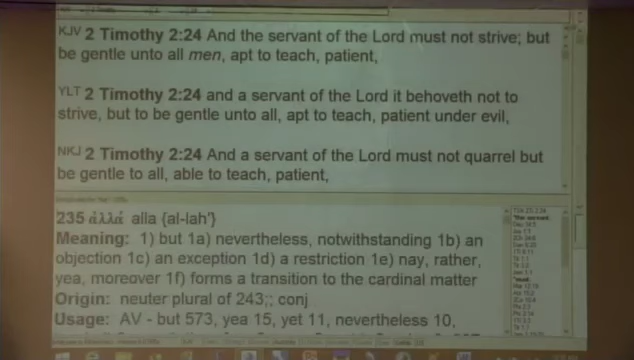 KJV 2 Timothy 2:24 And the servant of the Lord must not strive; but
be gentle unto all men, apt to teach, patient,
YLT 2 Timothy 2:24 and a servant of the Lord it behoveth not to
strive, but to be gentle unto all, apt to teach, patient under evil,
NKJ 2 Timothy 2:24 And a servant of the Lord must not quarrel but
be gentle to all, able to teach, patient,
235 ἀλλά alla {al-lah'}
Meaning: 1) but 1a) nevertheless, notwithstanding 1b) an
objection 1c) an exception 1d) a restriction 1e) nay, rather,
yea, moreover 1f) forms a transition to the cardinal matter
Origin: neuter plural of 243;; conj
Usage: AV - but 573, yea 15, yet 11, nevertheless 10,